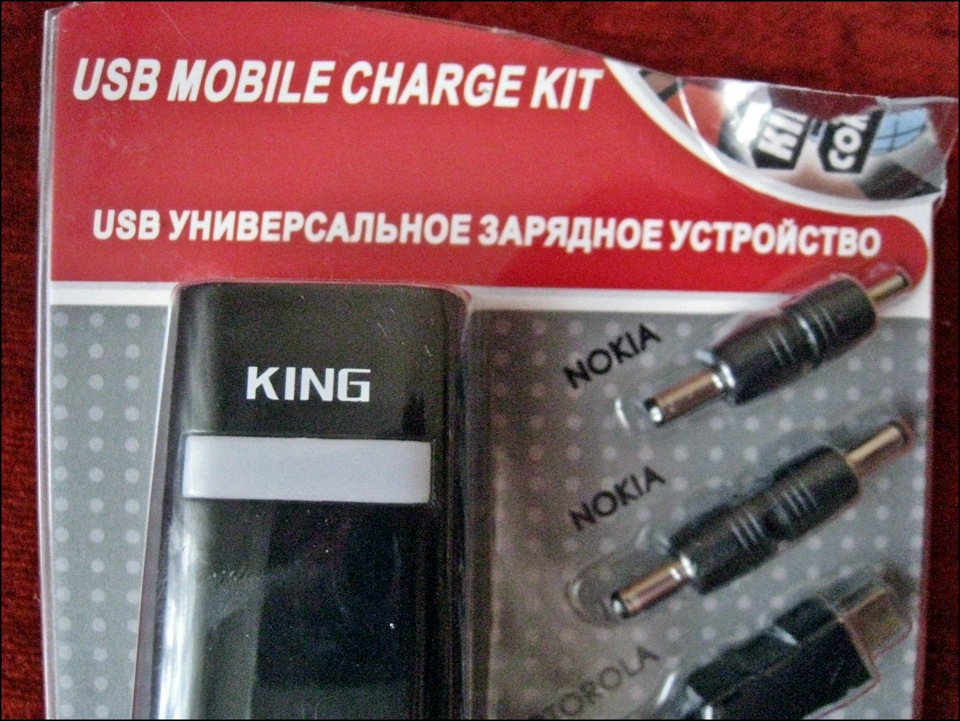 USB MOBILE CHARGE KIT
USB УНИВЕРСАЛЬНОЕ ЗАРЯДНОЕ УСТРОЙСТВО
KING
NOKIA
NOKIA